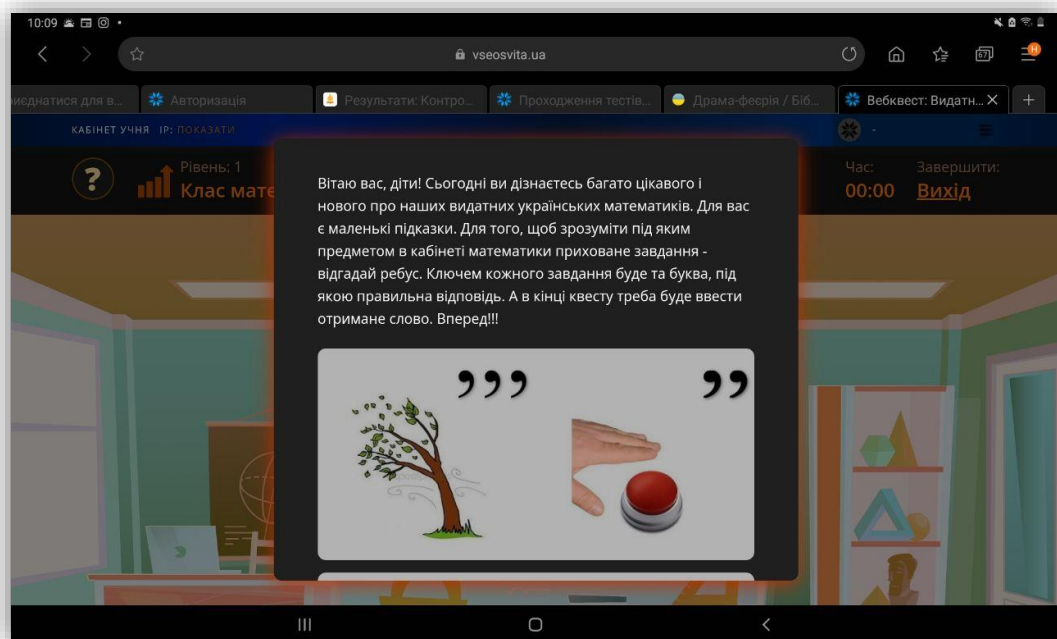 10:09
vseosvita.ua
67
Н
иєднатися для в...
Авторизація
Результати: Контро...
Проходження тестів...
Драма-феєрія / Біб...
Вебквест: Видатн...
КАБІНЕТ УЧНЯ IP: ПОКАЗАТИ
Рівень: 1
Клас мате
Час:
00:00
Завершити:
Вихід
Вітаю вас, діти! Сьогодні ви дізнаєтесь багато цікавого і
нового про наших видатних українських математиків. Для вас
є маленькі підказки. Для того, щоб зрозуміти під яким
предметом в кабінеті математики приховане завдання -
відгадай ребус. Ключем кожного завдання буде та буква, під
якою правильна відповідь. А в кінці квесту треба буде ввести
отримане слово. Вперед!!!
,,, ,,